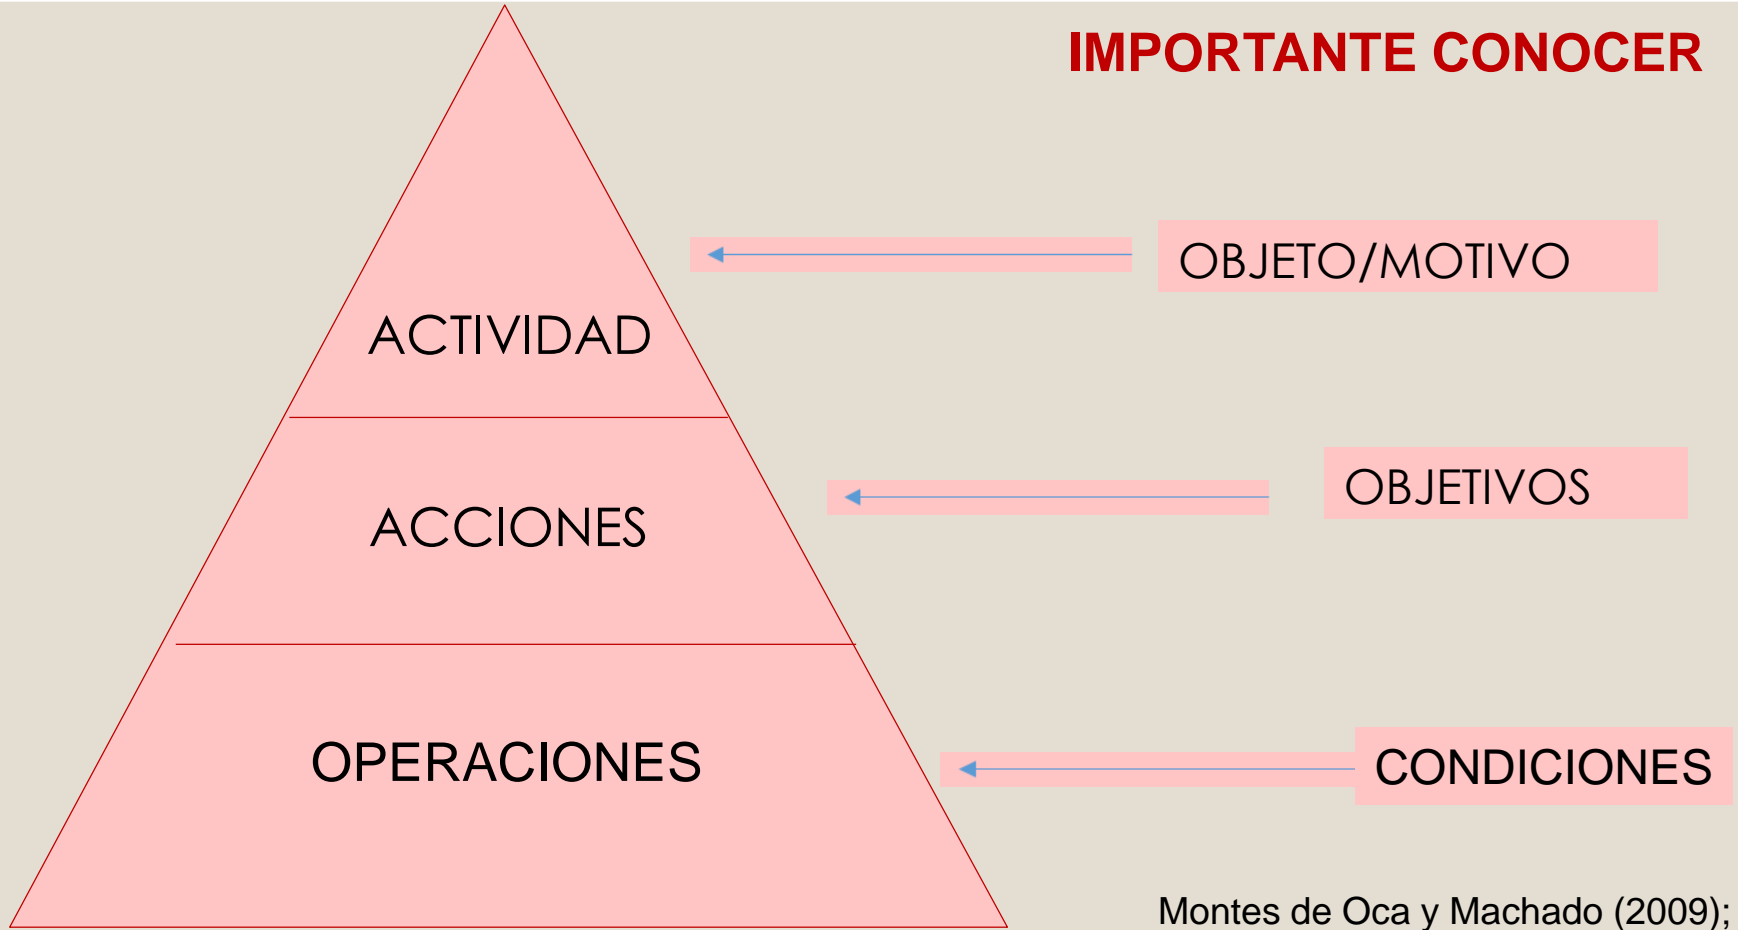 IMPORTANTE CONOCER
OBJETO/MOTIVO
ACTIVIDAD
OBJETIVOS
ACCIONES
OPERACIONES
CONDICIONES
Montes de Oca y Machado (2009);